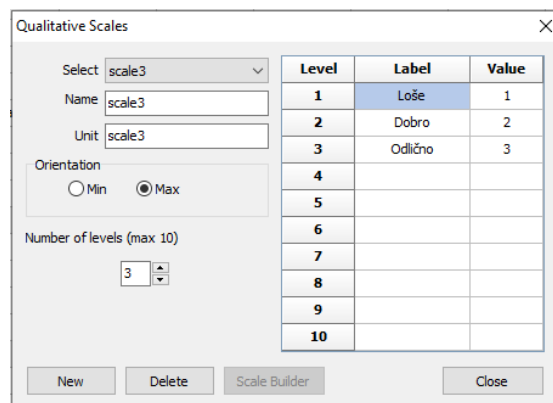 Qualitative Scales
Select scale3
Name scale3
Unit scale3
Orientation
Min Max
Number of levels (max 10)
3
Level Label Value
1 Loše 1
2 Dobro 2
3 Odlično 3
4
5
6
7
8
9
10
New Delete Scale Builder Close